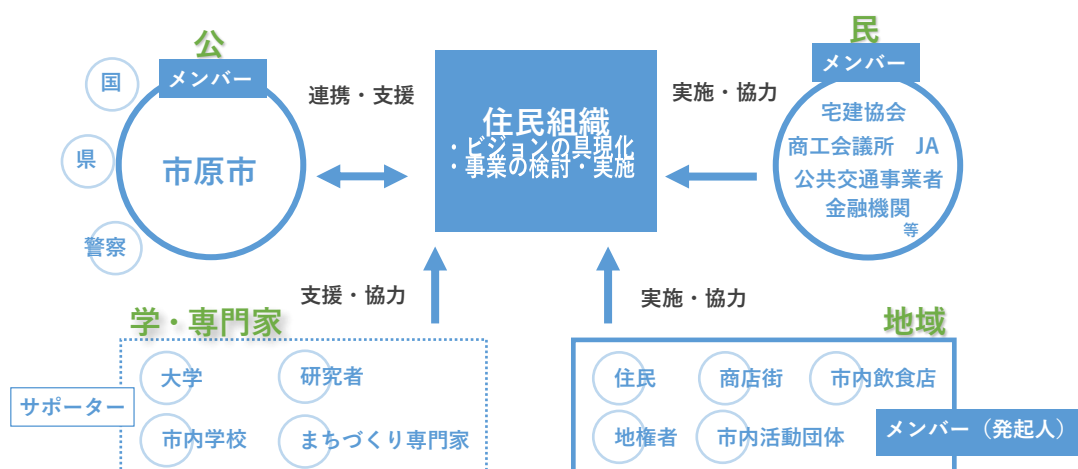 公
メンバー
国
県
警察
市原市
連携・支援
住民組織
・ビジョンの具現化
・事業の検討・実施
実施・協力
民
メンバー
宅建協会
商工会議所 JA
公共交通事業者
金融機関
等
支援・協力
実施・協力
学・専門家
大学
研究者
サポーター
市内学校
まちづくり専門家
地域
住民
商店街
市内飲食店
地権者
市内活動団体
メンバー（発起人）